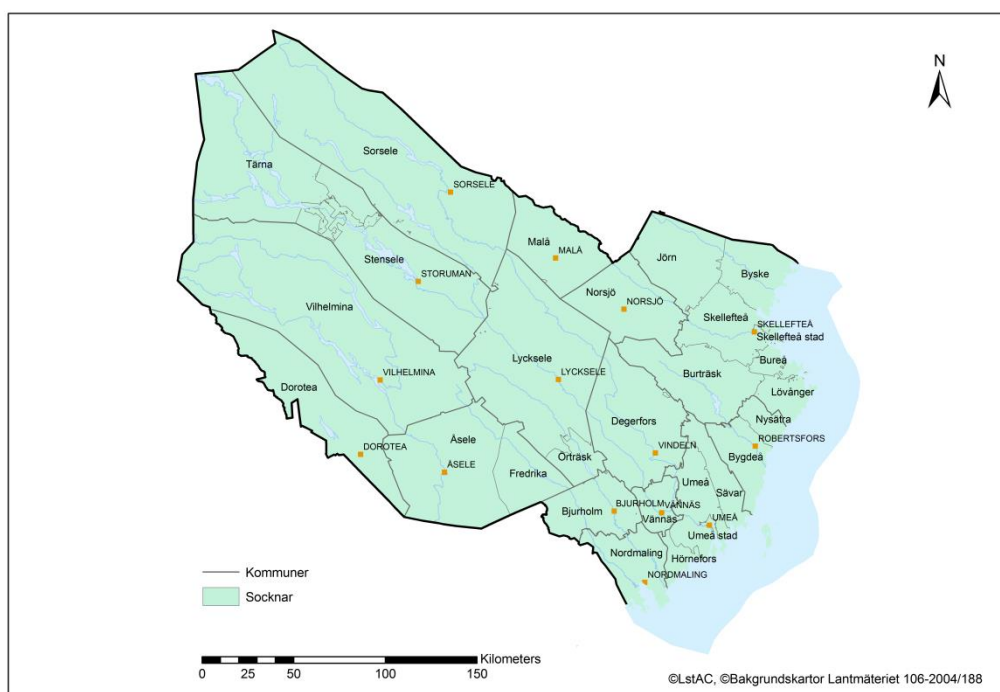 N
Sorsele
Tärna
SORSELE
Malå
MALÅ
Jörn
Byske
Stensele
STORUMAN
Norsjö
NORSJÖ
Vilhelmina
Skellefteå
SKELLEFTEÅ
Skellefteå stad
Lycksele
Bureå
Burträsk
VILHELMINA
LYCKSELE
Dorotea
Lövånger
Nysätra
Degerfors
Åsele
ROBERTSFORS
DOROTEA
VINDELN
Bygdeå
Örträsk
ÅSELE
Fredrika
Umeå
Sävar
Bjurholm
BJURHOLM
VÄNNÄS
Vännäs
UMEÅ
Umeå stad
Nordmaling
Hörnefors
NORDMALING
Kommuner
Socknar
Kilometers
0 25 50 100 150
©LstAC, ©Bakgrundskartor Lantmäteriet 106-2004/188